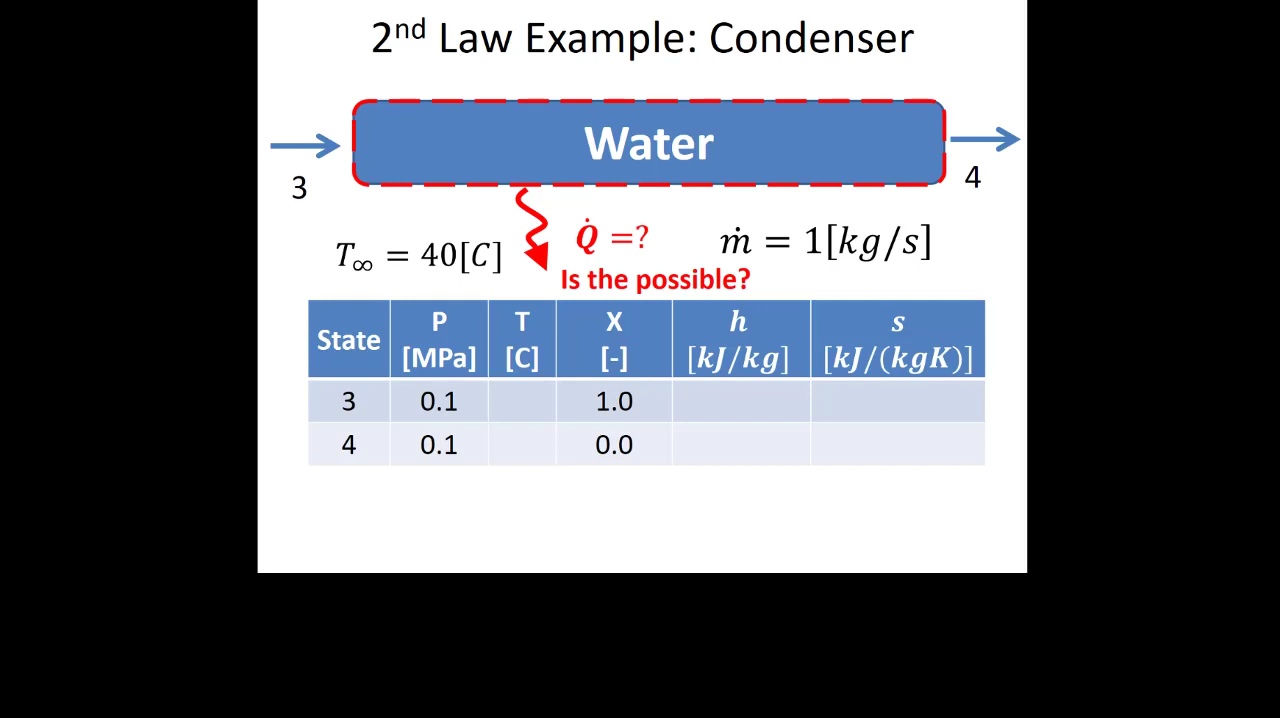 2nd Law Example: Condenser
Water
3
4
Q̇ =?
ṁ = 1[kg/s]
T∞ = 40[C]
Is the possible?
State P [MPa] T [C] X [-] h [kJ/kg] s [kJ/(kgK)]
3 0.1 1.0
4 0.1 0.0